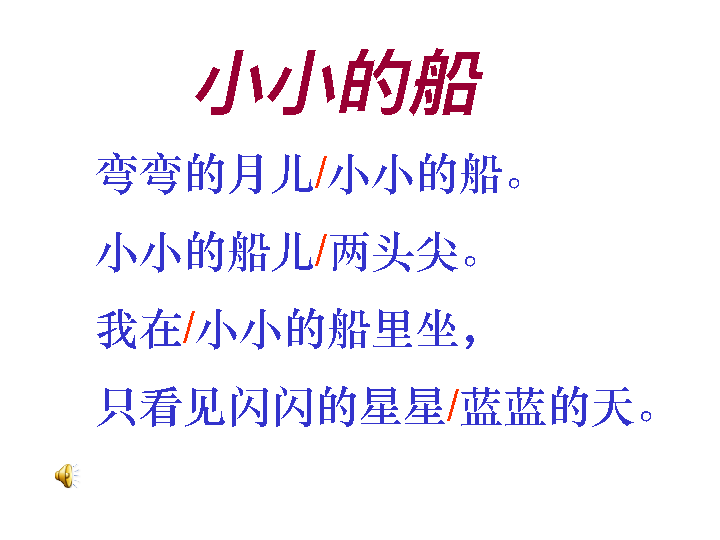 小小的船
弯弯的月儿/小小的船。
小小的船儿/两头尖。
我在/小小的船里坐，
只看见闪闪的星星/蓝蓝的天。